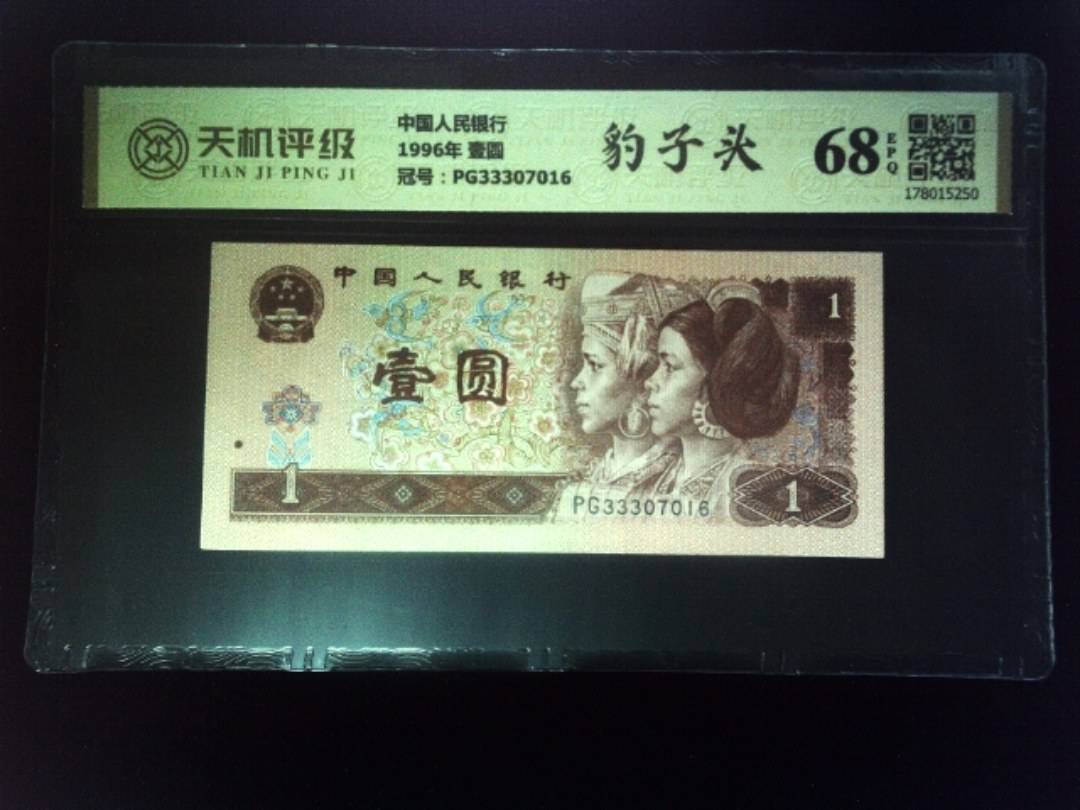 天机评级
TIAN JI PING JI
中国人民银行
1996年 壹圆
冠号：PG33307016
豹子头
68
EPQ
178015250
中国人民银行
1
壹圆
1
PG33307016
1